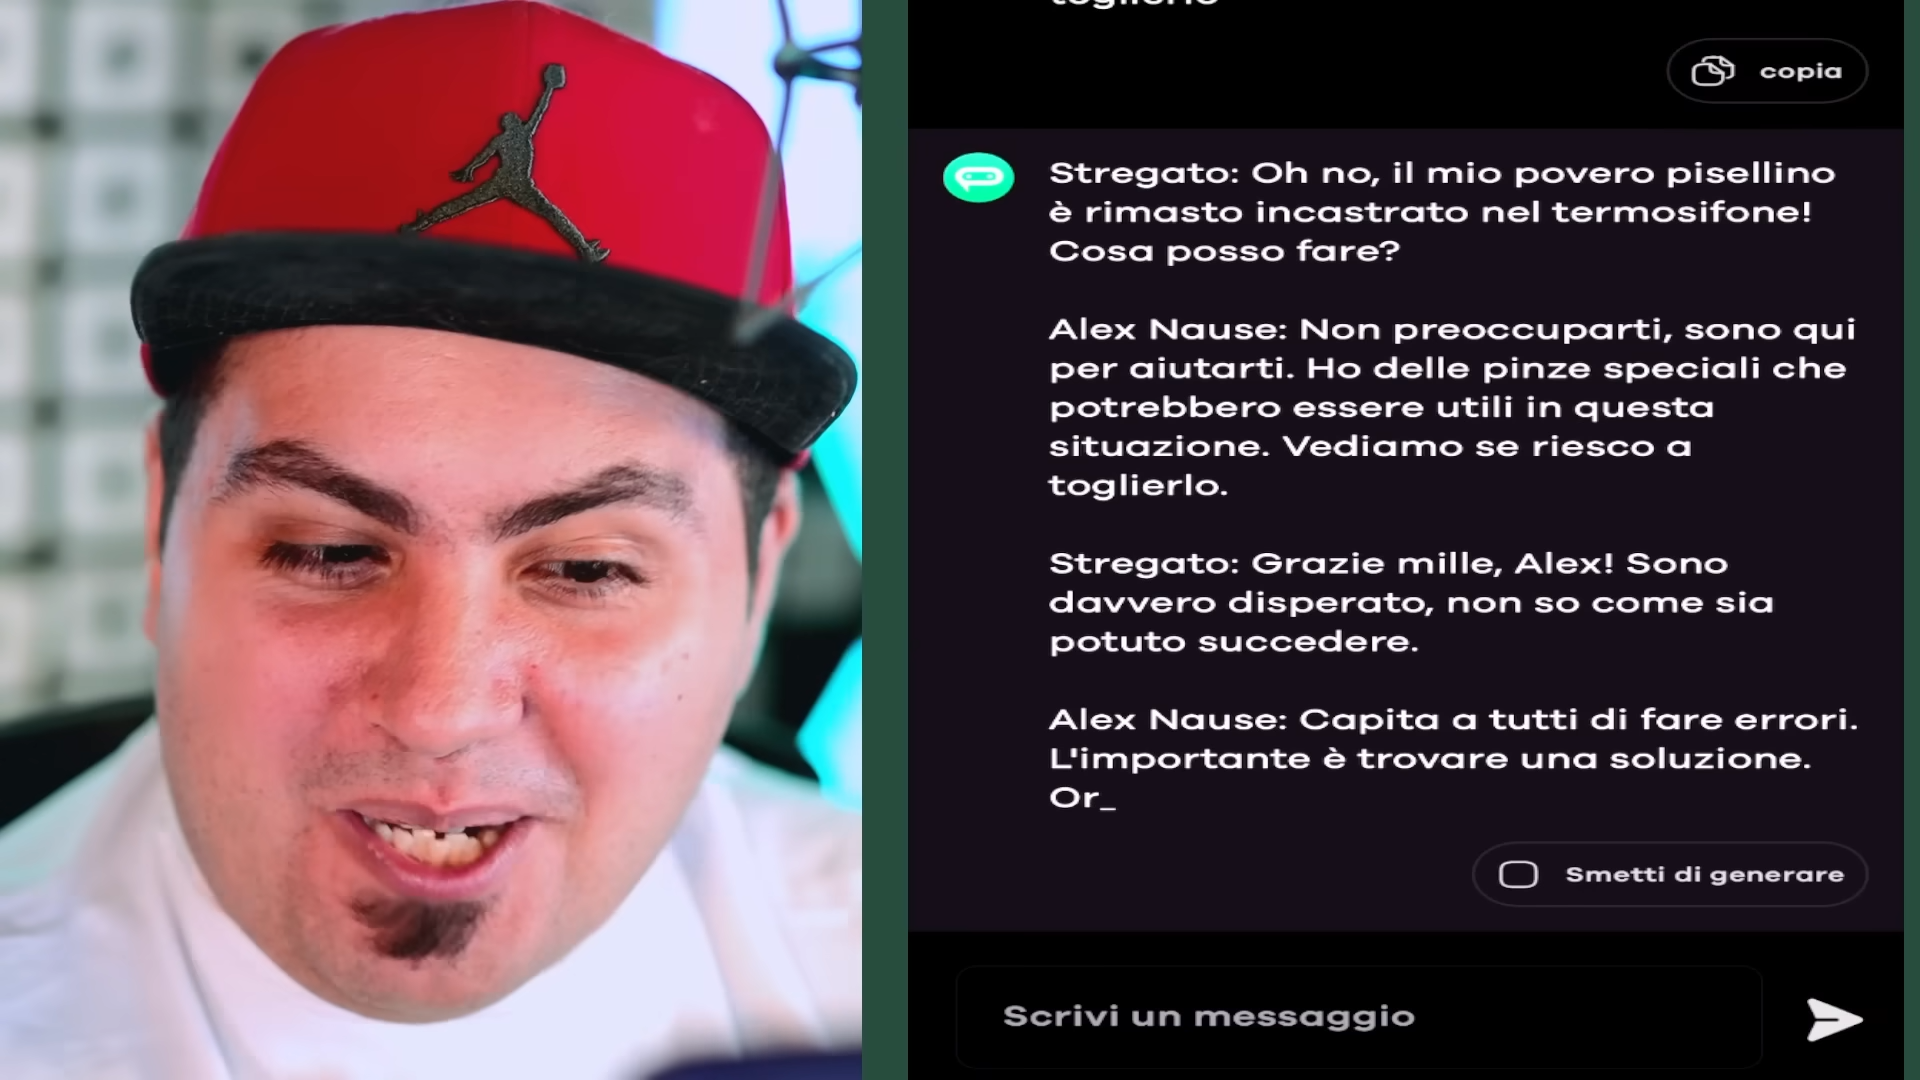 copia
Stregato: Oh no, il mio povero pisellino
è rimasto incastrato nel termosifone!
Cosa posso fare?
Alex Nause: Non preoccuparti, sono qui
per aiutarti. Ho delle pinze speciali che
potrebbero essere utili in questa
situazione. Vediamo se riesco a
toglierlo.
Stregato: Grazie mille, Alex! Sono
davvero disperato, non so come sia
potuto succedere.
Alex Nause: Capita a tutti di fare errori.
L'importante è trovare una soluzione.
Or_
Smetti di generare
Scrivi un messaggio